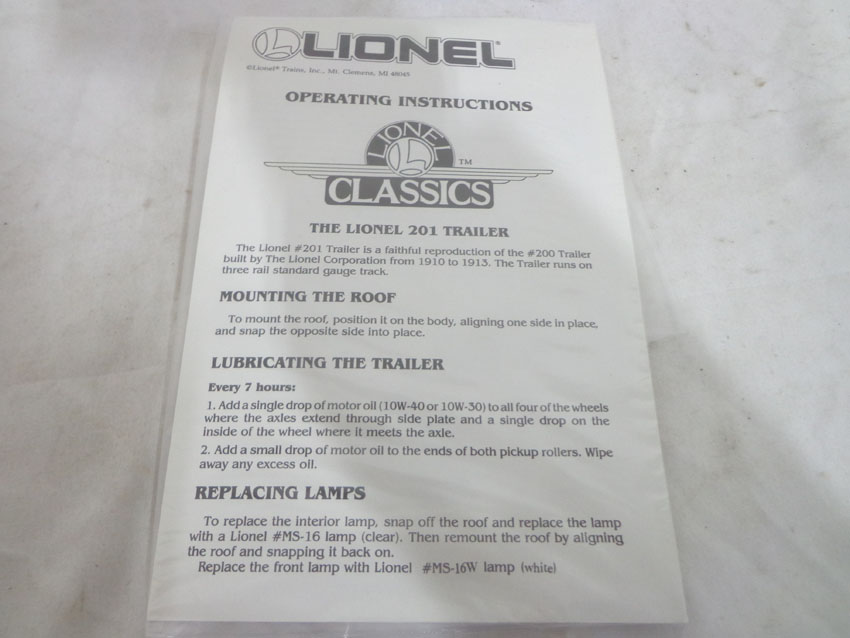 LIONEL®
©Lionel® Trains, Inc., Mt. Clemens, MI 48045
OPERATING INSTRUCTIONS
LIONEL
L
TM
CLASSICS
THE LIONEL 201 TRAILER
The Lionel #201 Trailer is a faithful reproduction of the #200 Trailer
built by The Lionel Corporation from 1910 to 1913. The Trailer runs on
three rail standard gauge track.
MOUNTING THE ROOF
To mount the roof, position it on the body, aligning one side in place,
and snap the opposite side into place.
LUBRICATING THE TRAILER
Every 7 hours:
1. Add a single drop of motor oil (10W-40 or 10W-30) to all four of the wheels
where the axles extend through side plate and a single drop on the
inside of the wheel where it meets the axle.
2. Add a small drop of motor oil to the ends of both pickup rollers. Wipe
away any excess oil.
REPLACING LAMPS
To replace the interior lamp, snap off the roof and replace the lamp
with a Lionel #MS-16 lamp (clear). Then remount the roof by aligning
the roof and snapping it back on.
Replace the front lamp with Lionel #MS-16W lamp (white)